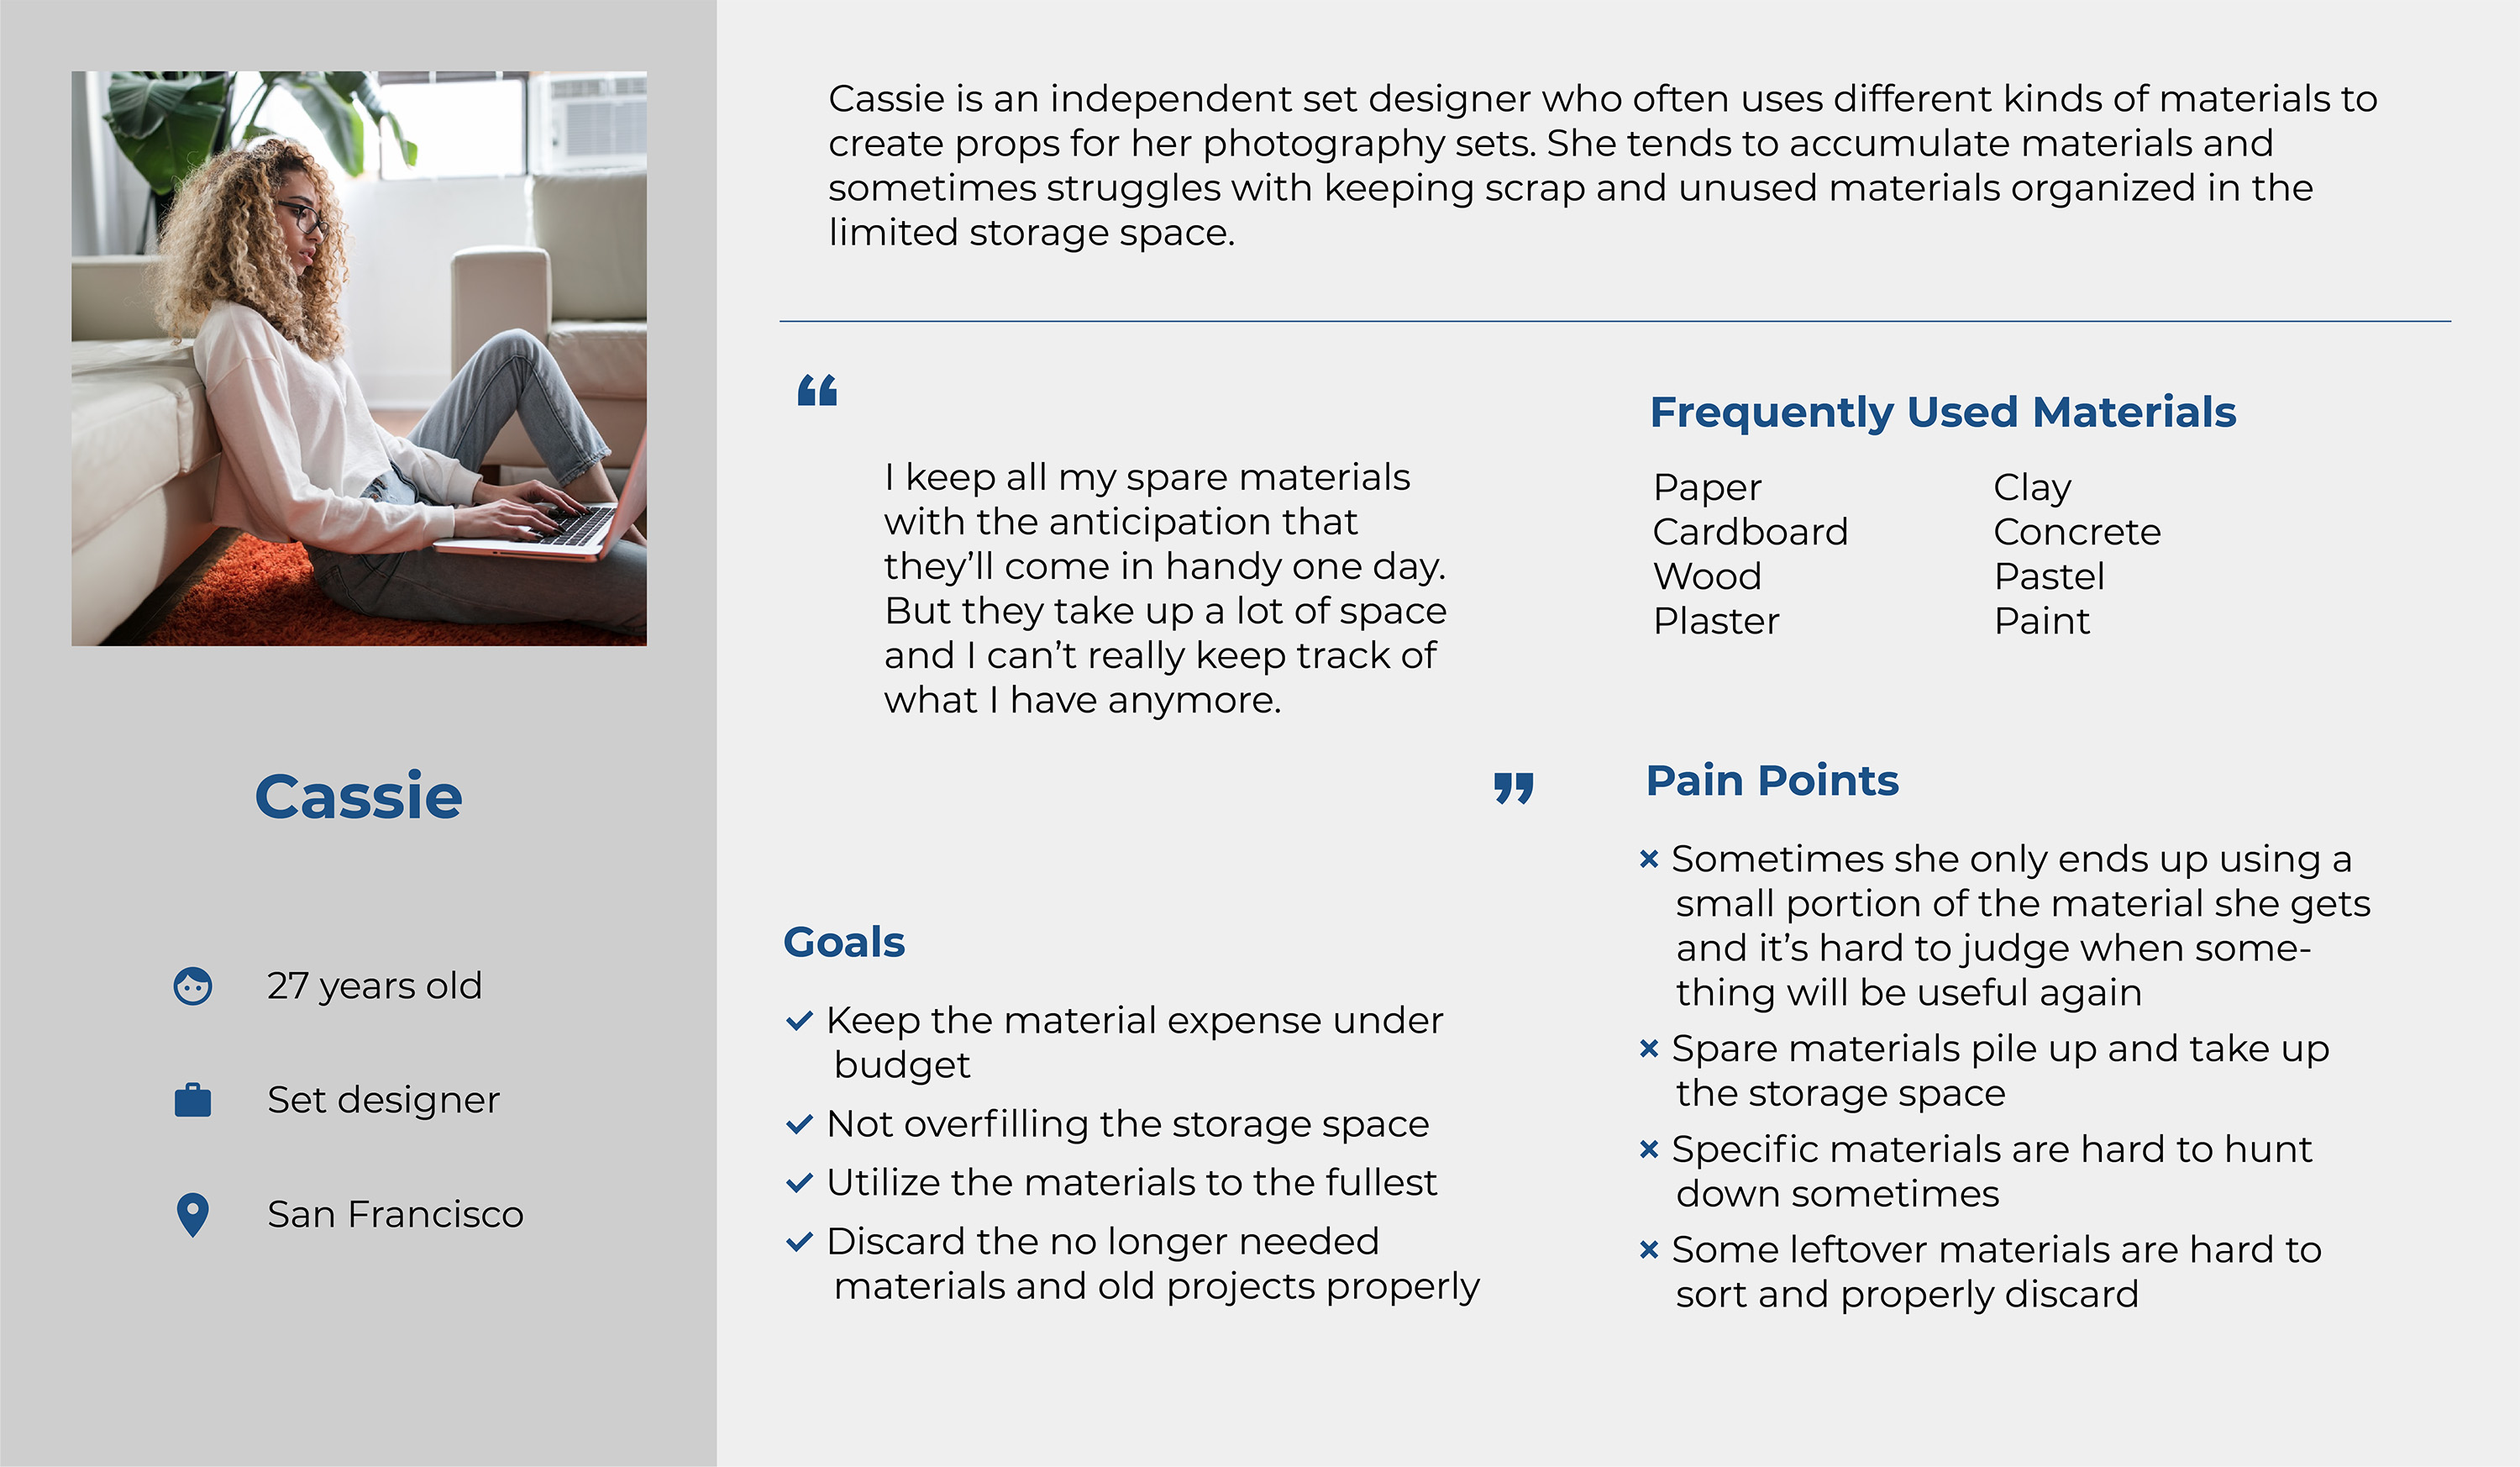 Cassie is an independent set designer who often uses different kinds of materials to
create props for her photography sets. She tends to accumulate materials and
sometimes struggles with keeping scrap and unused materials organized in the
limited storage space.
“
I keep all my spare materials
with the anticipation that
they’ll come in handy one day.
But they take up a lot of space
and I can’t really keep track of
what I have anymore.
”
Frequently Used Materials
Paper
Cardboard
Wood
Plaster
Clay
Concrete
Pastel
Paint
Cassie
27 years old
Set designer
San Francisco
Goals
Keep the material expense under
budget
Not overfilling the storage space
Utilize the materials to the fullest
Discard the no longer needed
materials and old projects properly
Pain Points
Sometimes she only ends up using a
small portion of the material she gets
and it’s hard to judge when some-
thing will be useful again
Spare materials pile up and take up
the storage space
Specific materials are hard to hunt
down sometimes
Some leftover materials are hard to
sort and properly discard